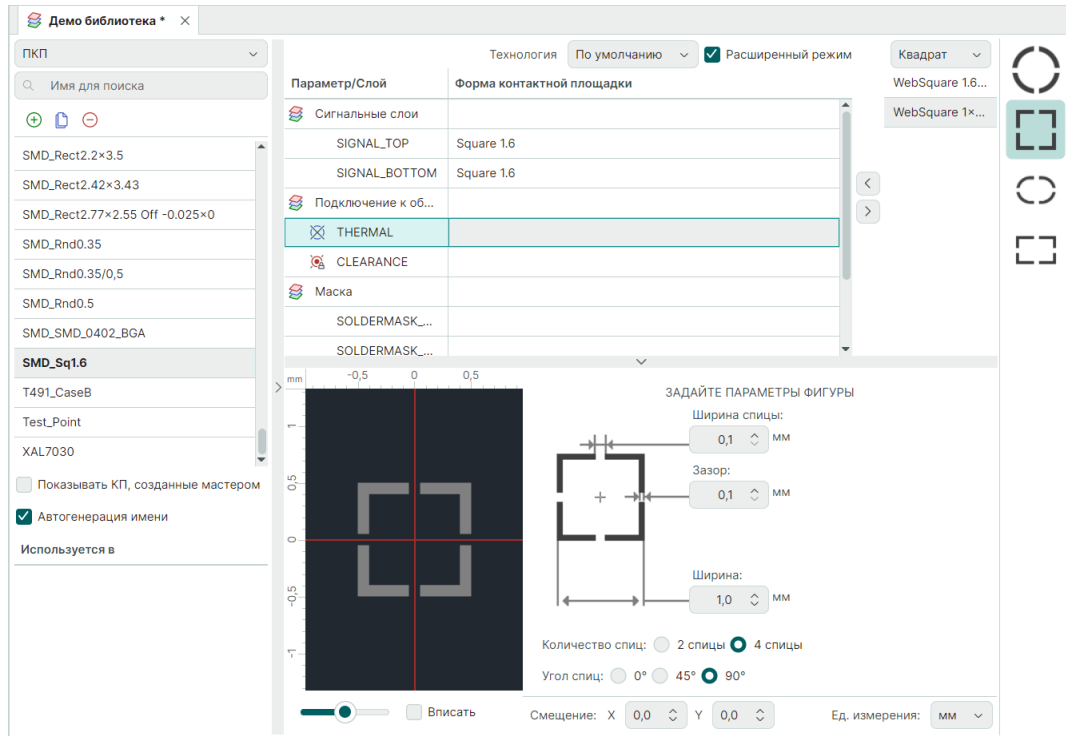 Демо библиотека *
ПКП
Имя для поиска
SMD_Rect2.2×3.5
SMD_Rect2.42×3.43
SMD_Rect2.77×2.55 Off -0.025×0
SMD_Rnd0.35
SMD_Rnd0.35/0,5
SMD_Rnd0.5
SMD_SMD_0402_BGA
SMD_Sq1.6
T491_CaseB
Test_Point
XAL7030
Показывать КП, созданные мастером
Автогенерация имени
Используется в
Технология По умолчанию Расширенный режим
Параметр/Слой Форма контактной площадки
Сигнальные слои
SIGNAL_TOP Square 1.6
SIGNAL_BOTTOM Square 1.6
Подключение к об...
THERMAL
CLEARANCE
Маска
SOLDERMASK_...
SOLDERMASK_...
Квадрат
WebSquare 1.6...
WebSquare 1×...
mm -0,5 0 0,5
1
0,5
0
-0,5
-1
Вписать
ЗАДАЙТЕ ПАРАМЕТРЫ ФИГУРЫ
Ширина спицы:
0,1 мм
Зазор:
0,1 мм
Ширина:
1,0 мм
Количество спиц: 2 спицы 4 спицы
Угол спиц: 0° 45° 90°
Смещение: X 0,0 Y 0,0 Ед. измерения: мм